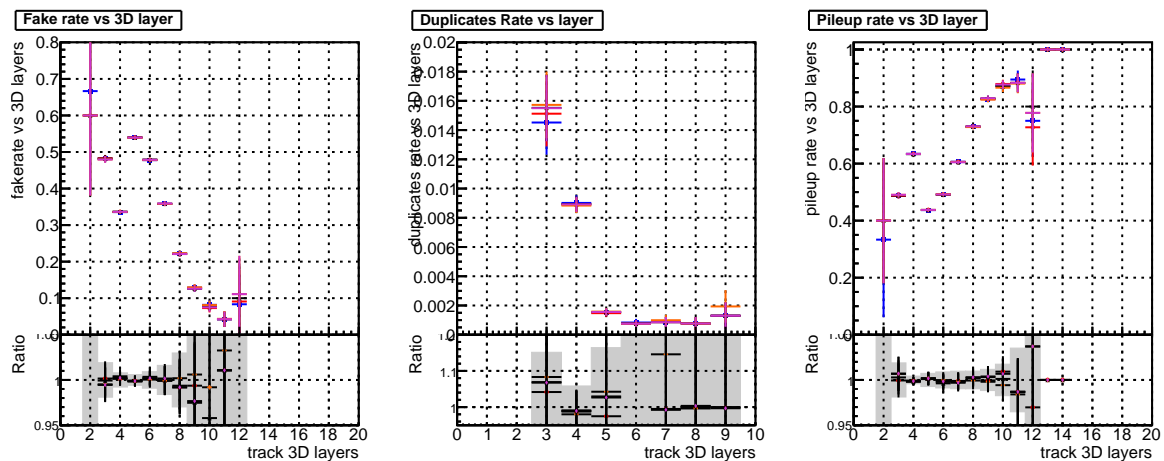 Fake rate vs 3D layer
fakerate vs 3D layers
0.8
0.7
0.6
0.5
0.4
0.3
0.2
0.1
0
Ratio
1
0.95
0 2 4 6 8 10 12 14 16 18 20
track 3D layers
Duplicates Rate vs layer
duplicates rate vs 3D layers
0.02
0.018
0.016
0.014
0.012
0.01
0.008
0.006
0.004
0.002
0
Ratio
1.10
1
0 1 2 3 4 5 6 7 8 9 10
track 3D layers
Pileup rate vs 3D layer
pileup rate vs 3D layers
1
0.8
0.6
0.4
0.2
0
Ratio
1
0.95
0 2 4 6 8 10 12 14 16 18 20
track 3D layers